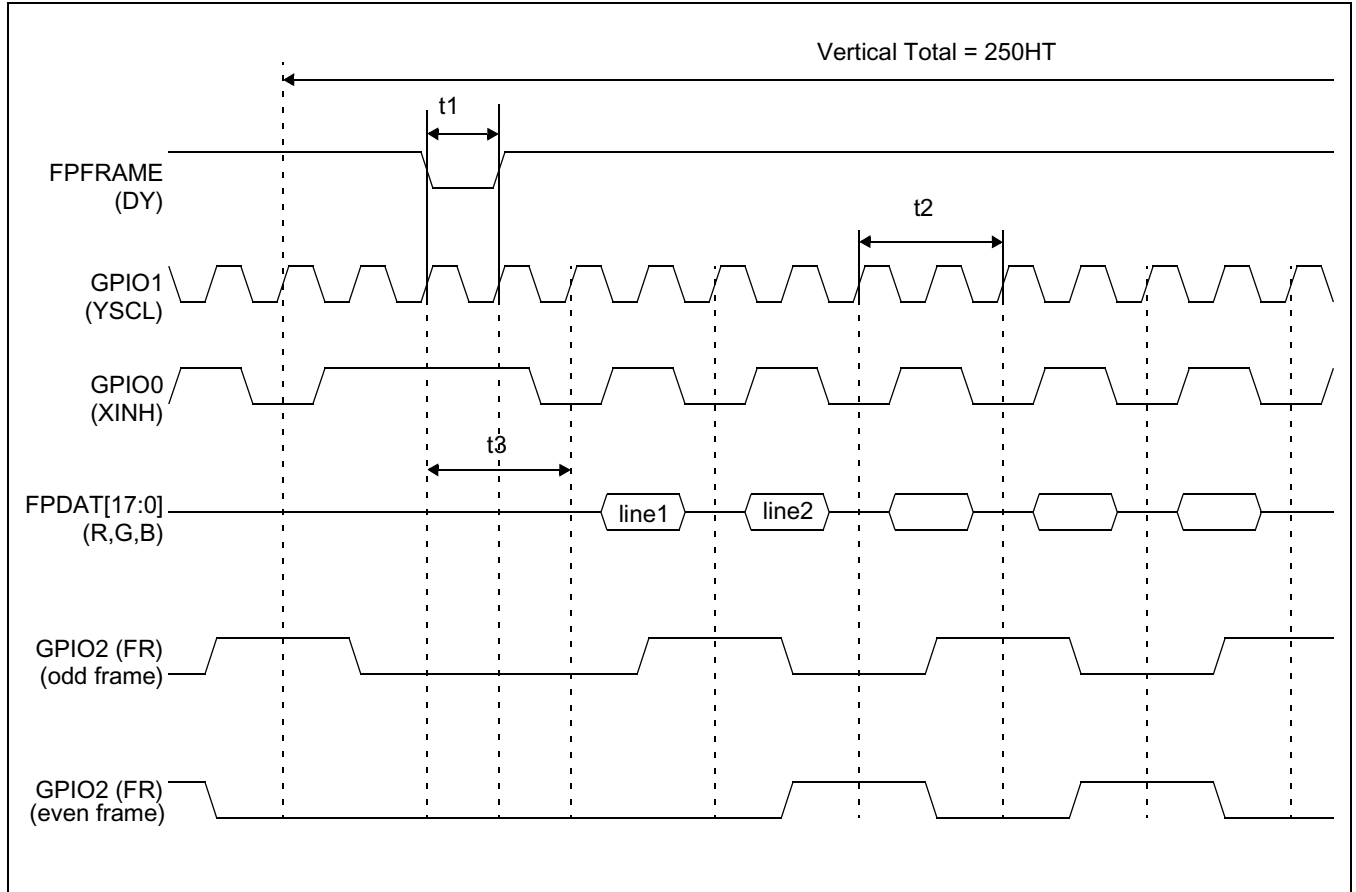 Vertical Total = 250HT
t1
FPFRAME
(DY)
t2
GPIO1
(YSCL)
GPIO0
(XINH)
t3
FPDAT[17:0]
(R,G,B)
line1
line2
GPIO2 (FR)
(odd frame)
GPIO2 (FR)
(even frame)